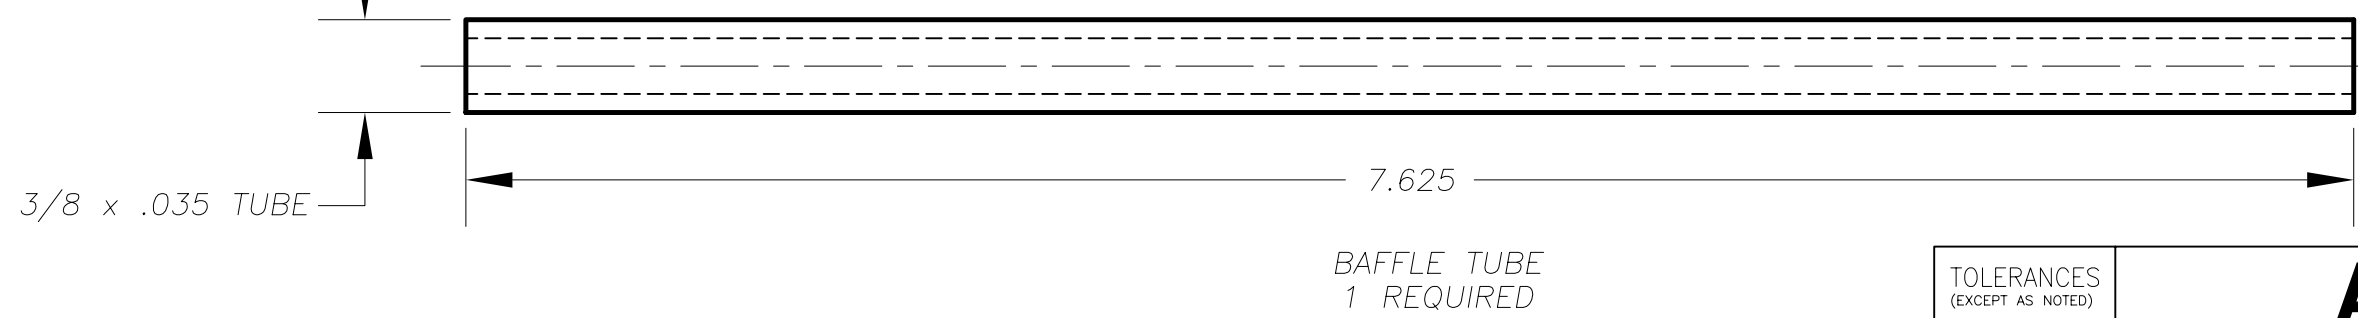 3/8 x .035 TUBE
7.625
BAFFLE TUBE
1 REQUIRED
TOLERANCES
(EXCEPT AS NOTED)